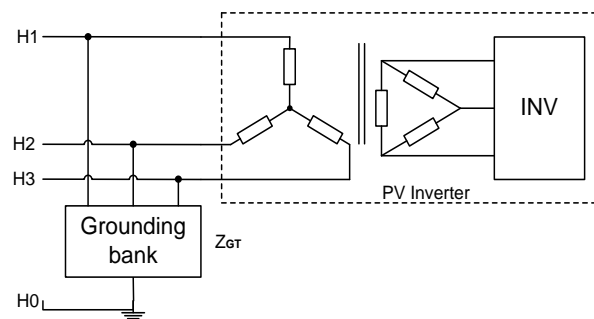 H1
INV
H2
H3
PV Inverter
Grounding
bank
ZGT
H0